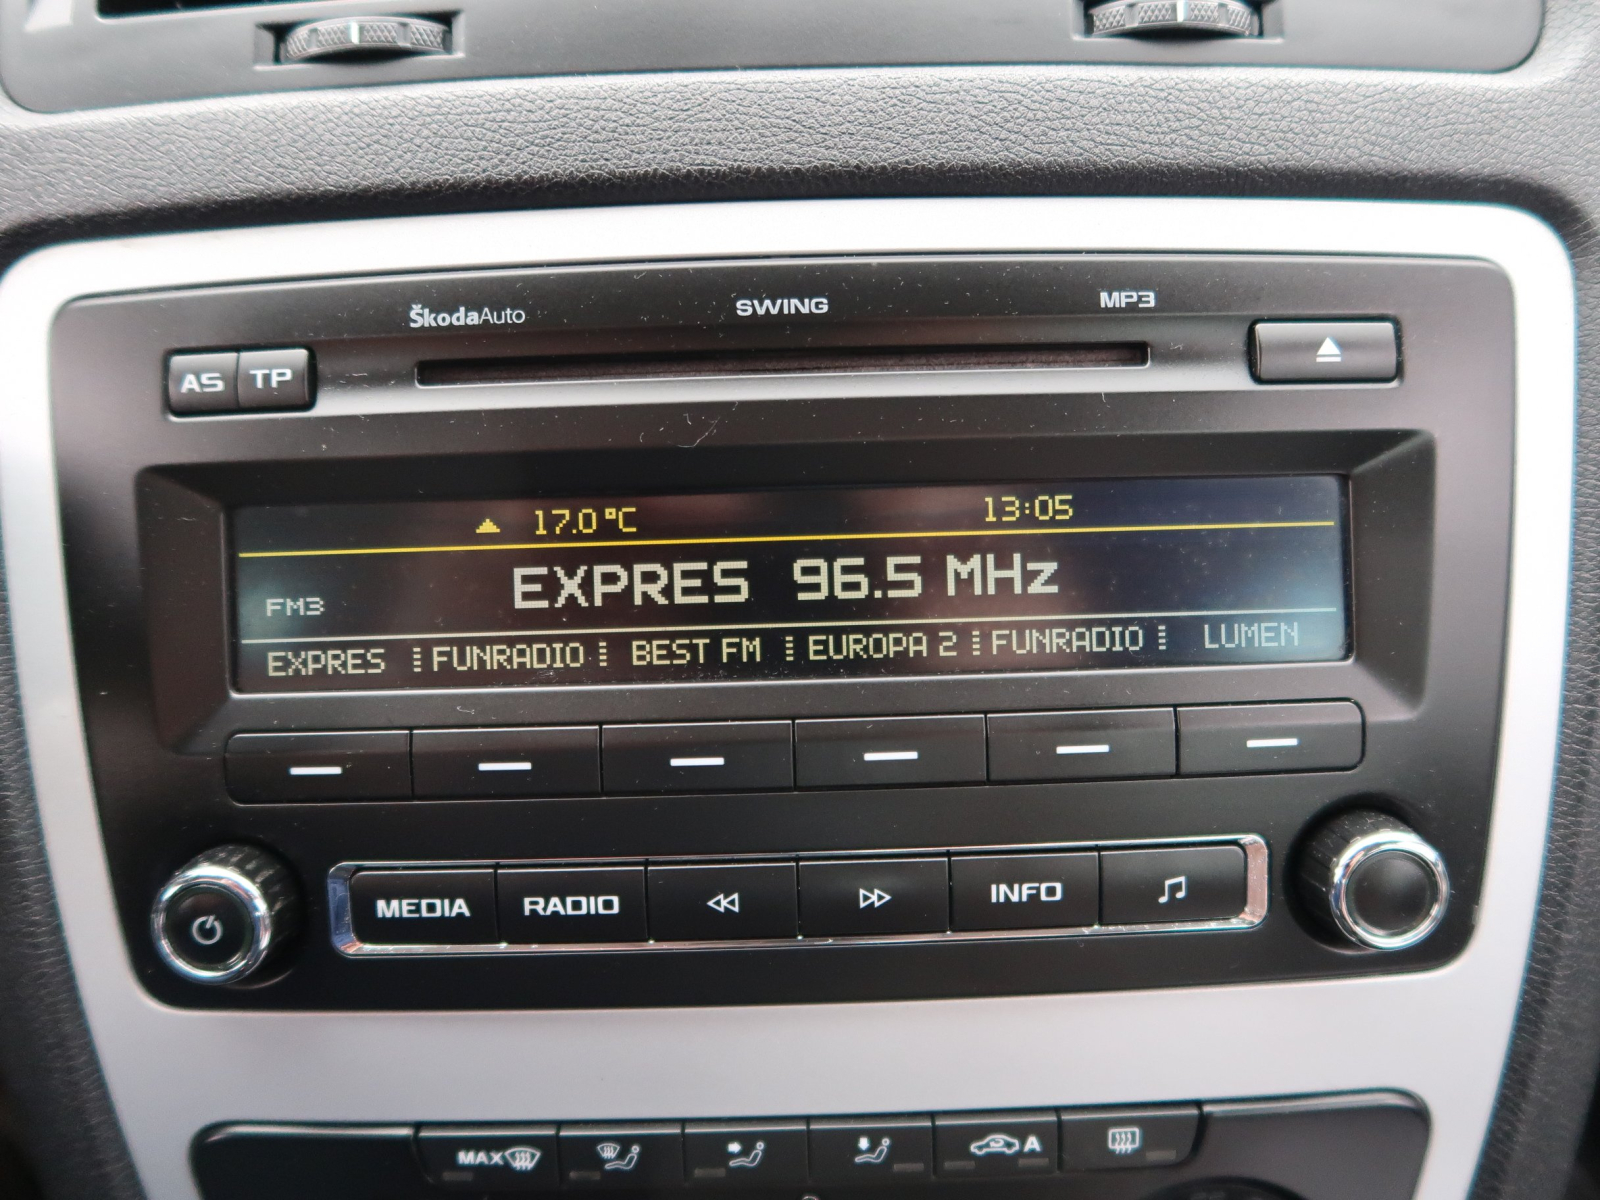 ŠkodaAuto SWING MP3
AS TP
17.0°C 13:05
FM3 EXPRES 96.5 MHz
EXPRES FUNRADIO BEST FM EUROPA 2 FUNRADIO LUMEN
MEDIA RADIO INFO
MAX A